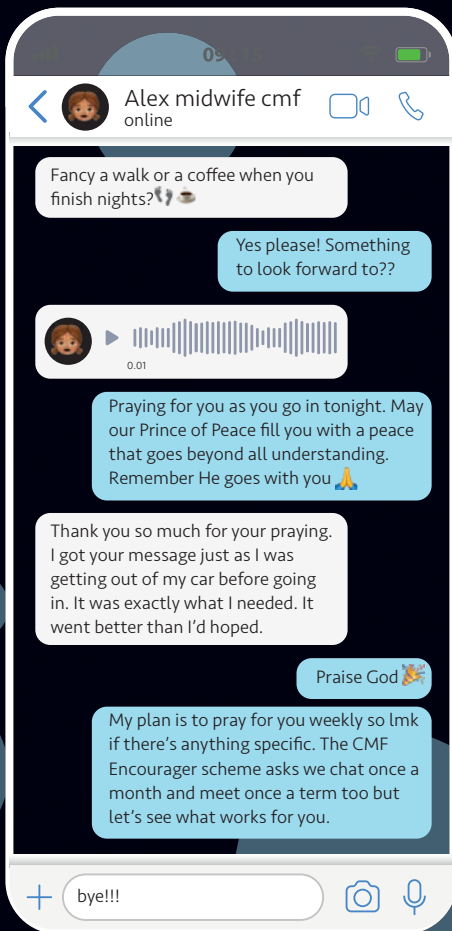 Alex midwife cmf
online
Fancy a walk or a coffee when you
finish nights?👣☕
Yes please! Something
to look forward to??
0.01
Praying for you as you go in tonight. May
our Prince of Peace fill you with a peace
that goes beyond all understanding.
Remember He goes with you 🙏
Thank you so much for your praying.
I got your message just as I was
getting out of my car before going
in. It was exactly what I needed. It
went better than I’d hoped.
Praise God 🎉
My plan is to pray for you weekly so lmk
if there’s anything specific. The CMF
Encourager scheme asks we chat once a
month and meet once a term too but
let’s see what works for you.
bye!!!